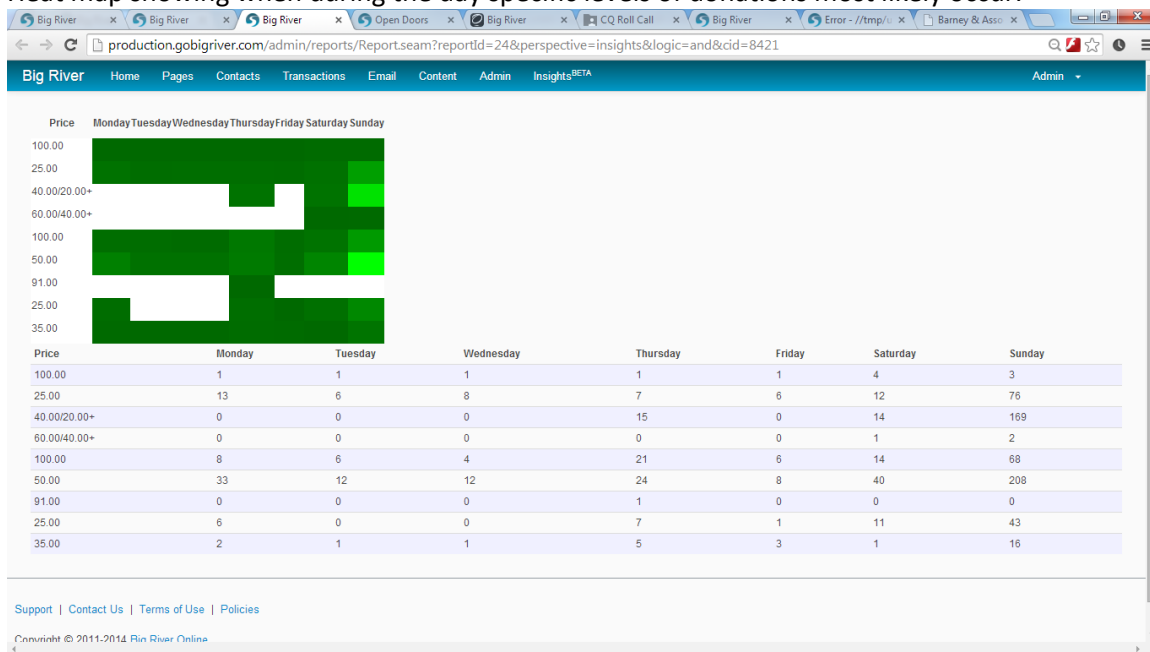 Heat map showing when during the day specific levels of donations most likely occur.
Big River Big River Big River Open Doors Big River CQ Roll Call Big River Error - //tmp/u Barney & Asso
production.gobigriver.com/admin/reports/Report.seam?reportId=24&perspective=insights&logic=and&cid=8421
Big River Home Pages Contacts Transactions Email Content Admin InsightsBETA Admin
Price Monday Tuesday Wednesday Thursday Friday Saturday Sunday
100.00
25.00
40.00/20.00+
60.00/40.00+
100.00
50.00
91.00
25.00
35.00
Price Monday Tuesday Wednesday Thursday Friday Saturday Sunday
100.00 1 1 1 1 1 4 3
25.00 13 6 8 7 6 12 76
40.00/20.00+ 0 0 0 15 0 14 169
60.00/40.00+ 0 0 0 0 0 1 2
100.00 8 6 4 21 6 14 68
50.00 33 12 12 24 8 40 208
91.00 0 0 0 1 0 0 0
25.00 6 0 0 7 1 11 43
35.00 2 1 1 5 3 1 16
Support | Contact Us | Terms of Use | Policies
Copyright © 2011-2014 Big River Online